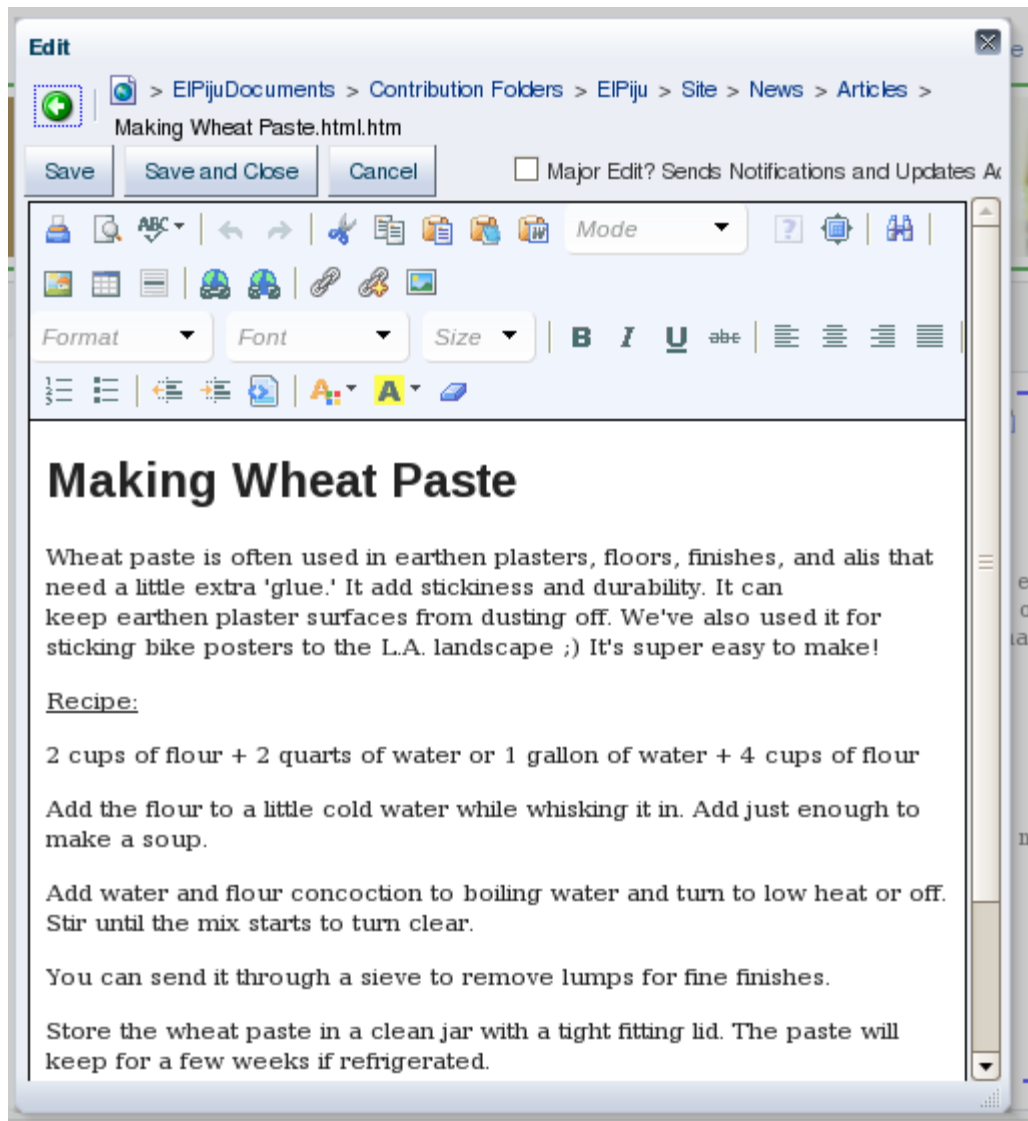 Edit
> ElPijuDocuments > Contribution Folders > ElPiju > Site > News > Articles >
Making Wheat Paste.html.htm
Save Save and Close Cancel Major Edit? Sends Notifications and Updates
ABC Mode
Format Font Size B I U abc
Making Wheat Paste
Wheat paste is often used in earthen plasters, floors, finishes, and alis that
need a little extra 'glue.' It add stickiness and durability. It can
keep earthen plaster surfaces from dusting off. We've also used it for
sticking bike posters to the L.A. landscape ;) It's super easy to make!
Recipe:
2 cups of flour + 2 quarts of water or 1 gallon of water + 4 cups of flour
Add the flour to a little cold water while whisking it in. Add just enough to
make a soup.
Add water and flour concoction to boiling water and turn to low heat or off.
Stir until the mix starts to turn clear.
You can send it through a sieve to remove lumps for fine finishes.
Store the wheat paste in a clean jar with a tight fitting lid. The paste will
keep for a few weeks if refrigerated.